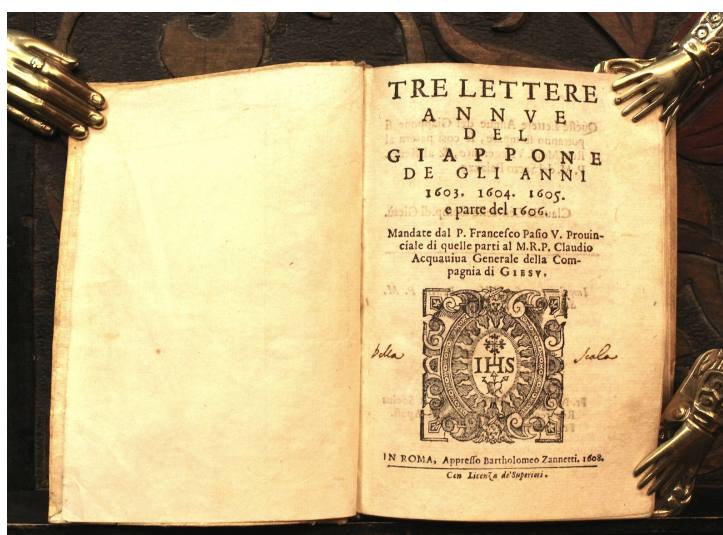 TRE LETTERE
ANNVE
DEL
GIAPPONE
DE GLI ANNI
1603. 1604. 1605.
e parte del 1606.
Mandate dal P. Franceſco Paſio V. Prouin-
ciale di quelle parti al M.R.P. Claudio
Acquauiua Generale della Com-
pagnia di GIESV.
IHS
della ſcola
IN ROMA, Appreſſo Bartholomeo Zannetti. 1608.
Con Licenza de' Superiori.